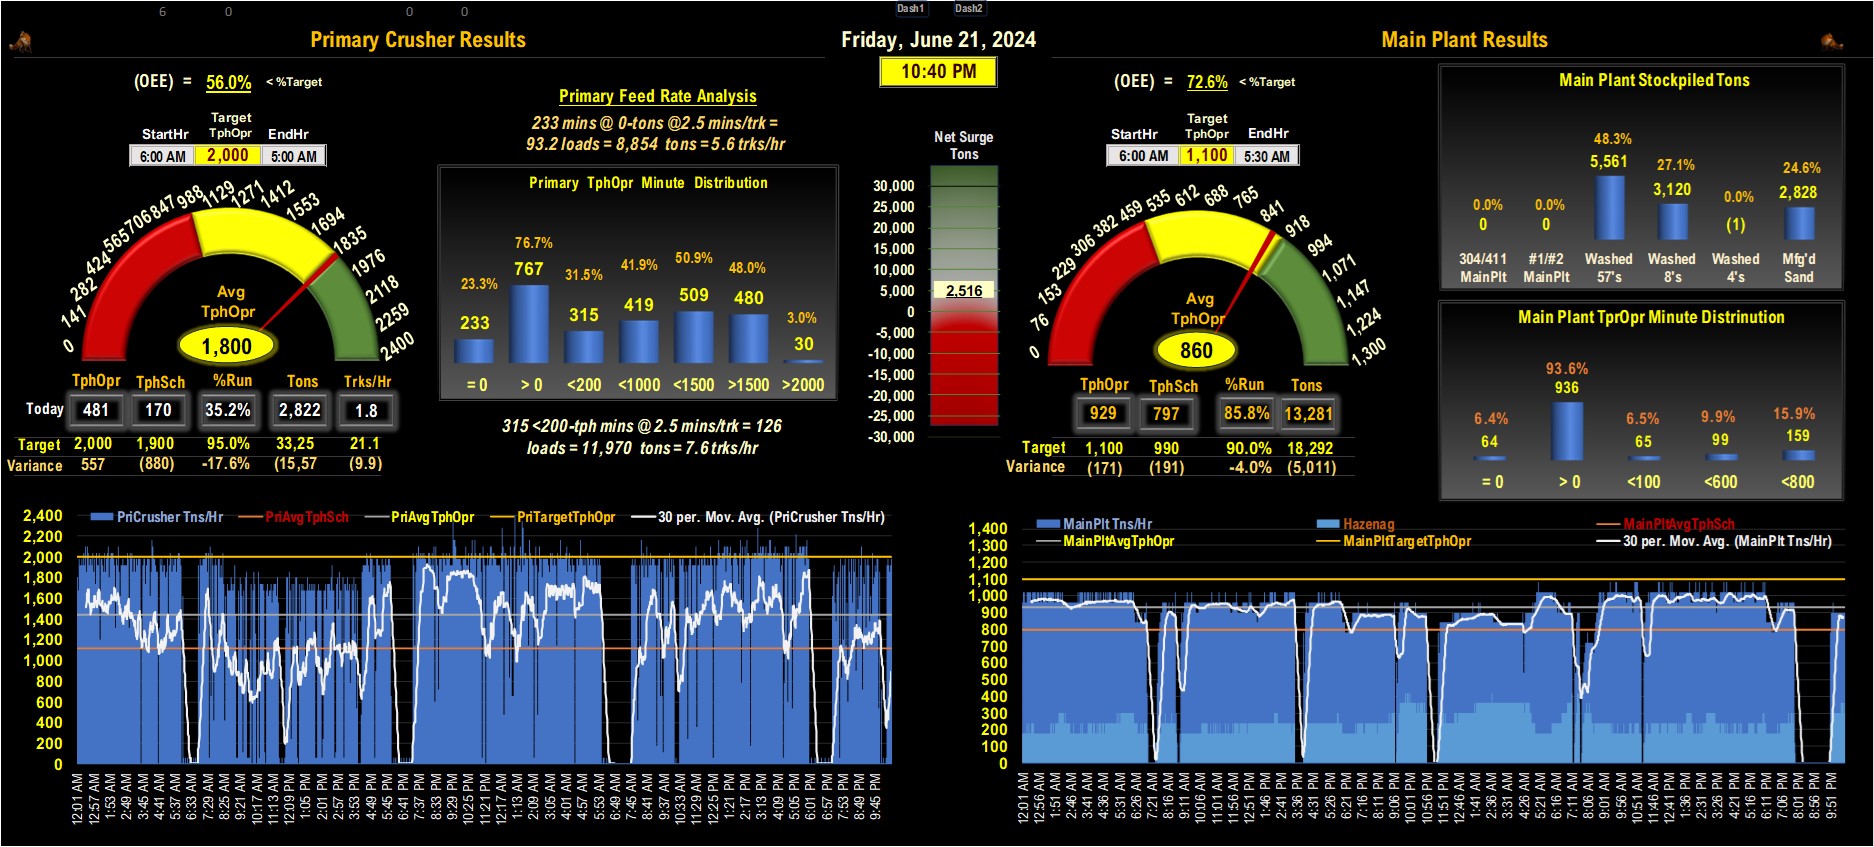 6 0 0 0
Dash1 Dash2
Primary Crusher Results
Friday, June 21, 2024
Main Plant Results
10:40 PM
(OEE) = 56.0% < %Target
Target
StartHr TphOpr EndHr
6:00 AM 2,000 5:00 AM
0 141 282 424 565 706 847 988 1129 1271 1412 1553 1694 1835 1976 2118 2259 2400
Avg
TphOpr
1,800
TphOpr TphSch %Run Tons Trks/Hr
Today 481 170 35.2% 2,822 1.8
Target 2,000 1,900 95.0% 33,25 21.1
Variance 557 (880) -17.6% (15,57 (9.9)
Primary Feed Rate Analysis
233 mins @ 0-tons @2.5 mins/trk =
93.2 loads = 8,854 tons = 5.6 trks/hr
Primary TphOpr Minute Distribution
23.3% 76.7% 31.5% 41.9% 50.9% 48.0% 3.0%
233 767 315 419 509 480 30
= 0 > 0 <200 <1000 <1500 >1500 >2000
315 <200-tph mins @ 2.5 mins/trk = 126
loads = 11,970 tons = 7.6 trks/hr
Net Surge
Tons
30,000
25,000
20,000
15,000
10,000
5,000
2,516
0
-5,000
-10,000
-15,000
-20,000
-25,000
-30,000
(OEE) = 72.6% < %Target
Target
StartHr TphOpr EndHr
6:00 AM 1,100 5:30 AM
0 76 153 229 306 382 459 535 612 688 765 841 918 994 1,071 1,147 1,224 1,300
Avg
TphOpr
860
TphOpr TphSch %Run Tons
929 797 85.8% 13,281
Target 1,100 990 90.0% 18,292
Variance (171) (191) -4.0% (5,011)
Main Plant Stockpiled Tons
0.0% 0.0% 48.3% 27.1% 0.0% 24.6%
0 0 5,561 3,120 (1) 2,828
304/411 #1/#2 Washed Washed Washed Mfg'd
MainPlt MainPlt 57's 8's 4's Sand
Main Plant TprOpr Minute Distrinution
6.4% 93.6% 6.5% 9.9% 15.9%
64 936 65 99 159
= 0 > 0 <100 <600 <800
PriCrusher Tns/Hr PriAvgTphSch PriAvgTphOpr PriTargetTphOpr 30 per. Mov. Avg. (PriCrusher Tns/Hr)
2,400
2,200
2,000
1,800
1,600
1,400
1,200
1,000
800
600
400
200
0
12:01 AM 12:57 AM 1:53 AM 2:49 AM 3:45 AM 4:41 AM 5:37 AM 6:33 AM 7:29 AM 8:25 AM 9:21 AM 10:17 AM 11:13 AM 12:09 PM 1:05 PM 2:01 PM 2:57 PM 3:53 PM 4:49 PM 5:45 PM 6:41 PM 7:37 PM 8:33 PM 9:29 PM 10:25 PM 11:21 PM 12:17 AM 1:13 AM 2:09 AM 3:05 AM 4:01 AM 4:57 AM 5:53 AM 6:49 AM 7:45 AM 8:41 AM 9:37 AM 10:33 AM 11:29 AM 12:25 PM 1:21 PM 2:17 PM 3:13 PM 4:09 PM 5:05 PM 6:01 PM 6:57 PM 7:53 PM 8:49 PM 9:45 PM
MainPlt Tns/Hr Hazenag MainPltAvgTphSch
MainPltAvgTphOpr MainPltTargetTphOpr 30 per. Mov. Avg. (MainPlt Tns/Hr)
1,400
1,300
1,200
1,100
1,000
900
800
700
600
500
400
300
200
100
0
12:01 AM 12:56 AM 1:51 AM 2:46 AM 3:41 AM 4:36 AM 5:31 AM 6:26 AM 7:21 AM 8:16 AM 9:11 AM 10:06 AM 11:01 AM 11:56 AM 12:51 PM 1:46 PM 2:41 PM 3:36 PM 4:31 PM 5:26 PM 6:21 PM 7:16 PM 8:11 PM 9:06 PM 10:01 PM 10:56 PM 11:51 PM 12:46 AM 1:41 AM 2:36 AM 3:31 AM 4:26 AM 5:21 AM 6:16 AM 7:11 AM 8:06 AM 9:01 AM 9:56 AM 10:51 AM 11:46 AM 12:41 PM 1:36 PM 2:31 PM 3:26 PM 4:21 PM 5:16 PM 6:11 PM 7:06 PM 8:01 PM 8:56 PM 9:51 PM